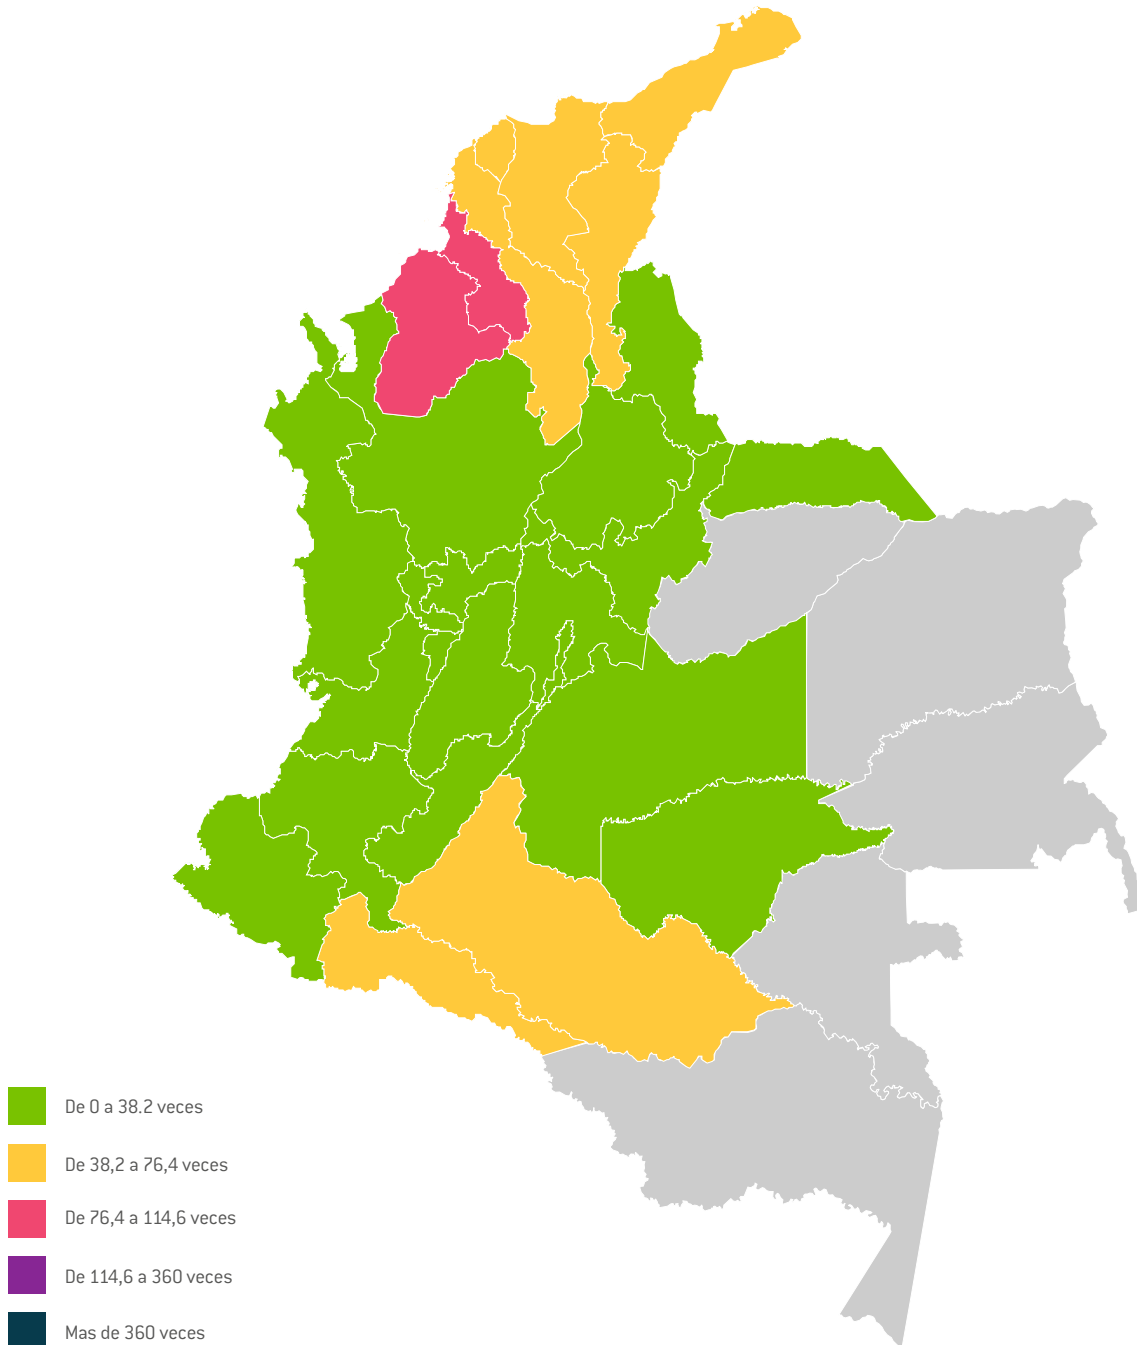 De 0 a 38.2 veces
De 38,2 a 76,4 veces
De 76,4 a 114,6 veces
De 114,6 a 360 veces
Mas de 360 veces